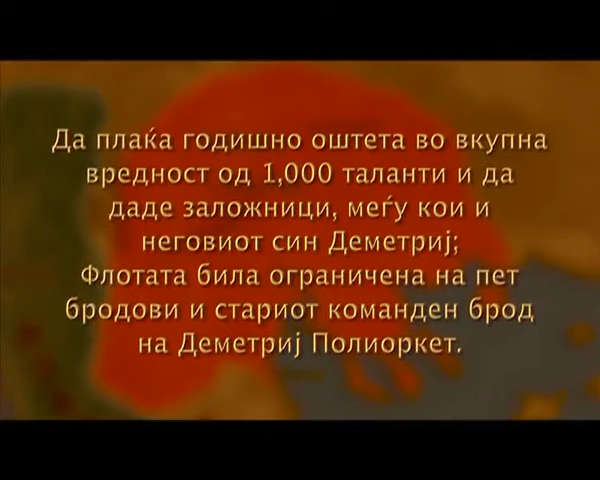 Да плаќа годишно оштета во вкупна
вредност од 1,000 таланти и да
даде заложници, меѓу кои и
неговиот син Деметриј;
Флотата била ограничена на пет
бродови и стариот команден брод
на Деметриј Полиоркет.